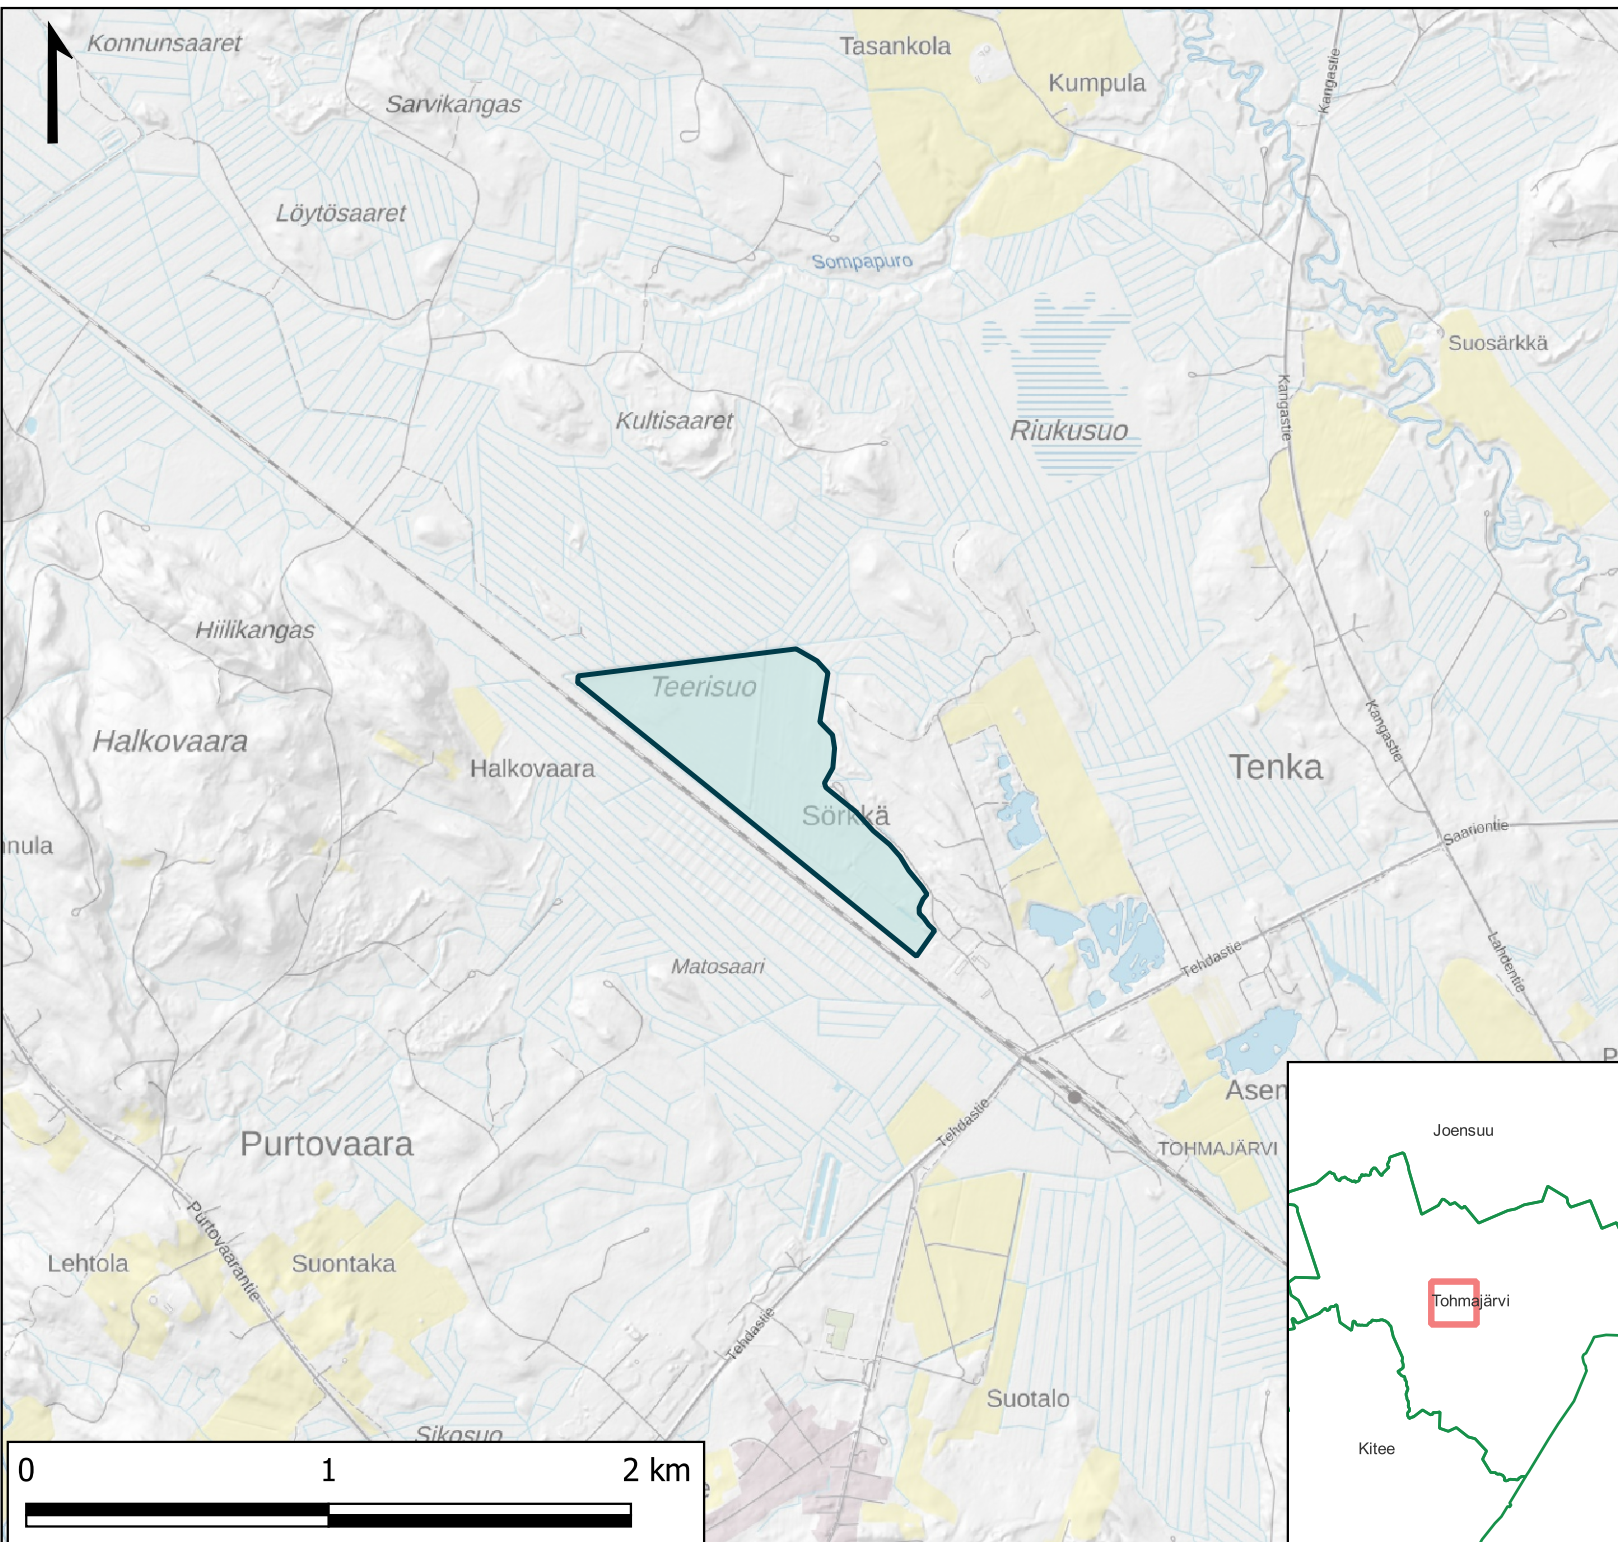 Konnunsaaret
Tasankola
Kumpula
Kangastie
Sarvikangas
Löytösaaret
Sompapuro
Suosärkkä
Kangastie
Kultisaaret
Riukusuo
Hiilikangas
Teerisuo
Halkovaara
Kangastie
Halkovaara
Tenka
Sörkkä
Saariontie
nnula
Lahdentie
Tehdastie
Matosaari
P
Asen
Tehdastie
Purtovaara
TOHMAJÄRVI
Joensuu
Purtovaarantie
Lehtola
Suontaka
Tohmajärvi
Tehdastie
Suotalo
Sikosuo
Kitee
0 1 2 km